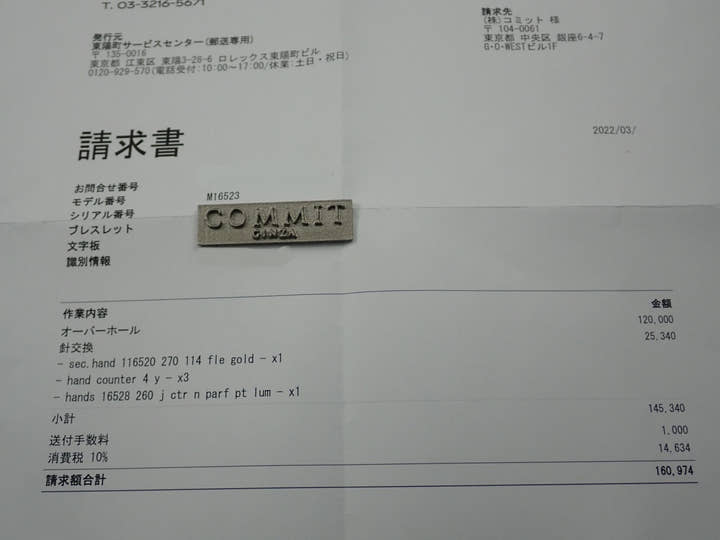 T. 03-3216-5671
発行元
東陽町サービスセンター(郵送専用)
〒 135-0016
東京都 江東区 東陽3-28-6 ロレックス東陽町ビル
0120-929-570(電話受付:10:00~17:00/休業:土日・祝日)
請求先
(株)コミット 様
〒 104-0061
東京都 中央区 銀座6-4-7
G・O・WESTビル1F
請求書
2022/03/
お問合せ番号
モデル番号 M16523
シリアル番号
ブレスレット
文字板
識別情報
COMMIT
GINZA
作業内容 金額
オーバーホール 120,000
針交換 25,340
- sec.hand 116520 270 114 fle gold - x1
- hand counter 4 y - x3
- hands 16528 260 j ctr n parf pt lum - x1
小計 145,340
送付手数料 1,000
消費税 10% 14,634
請求額合計 160,974